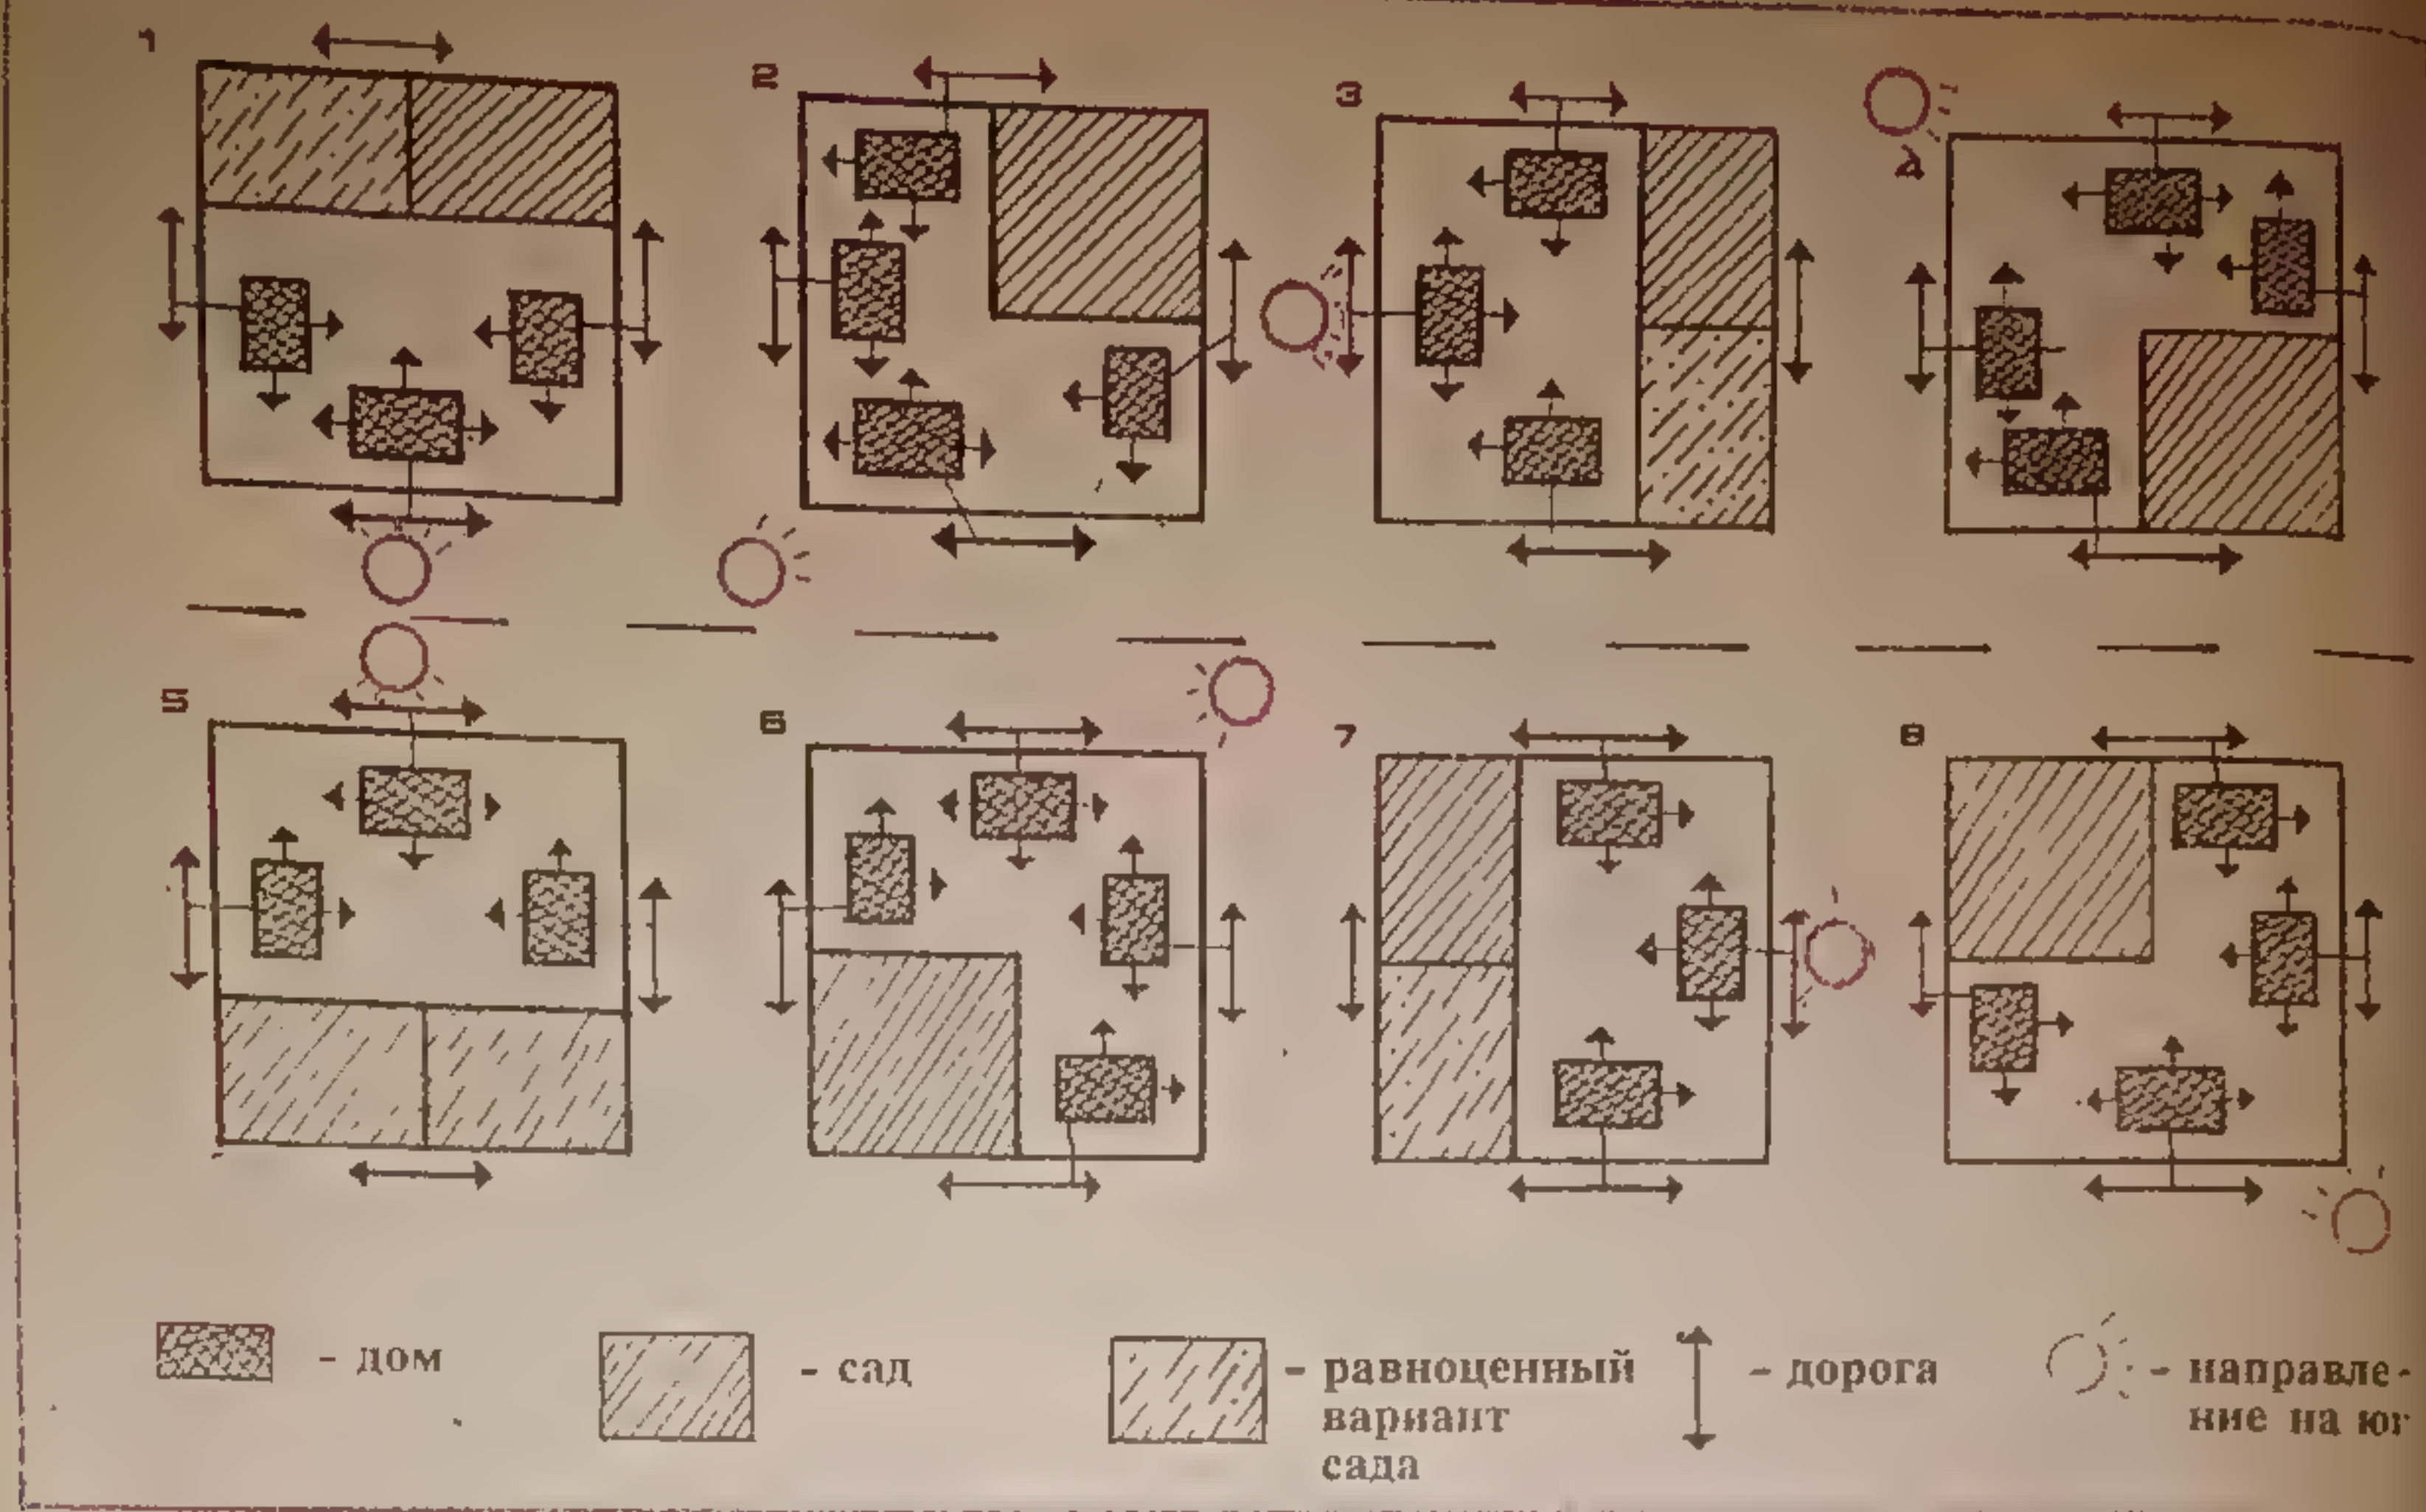 1
2
3
4
5
6
7
8
- дом
- сад
- равноценный
вариант
сада
- дорога
- направле-
ние на юг